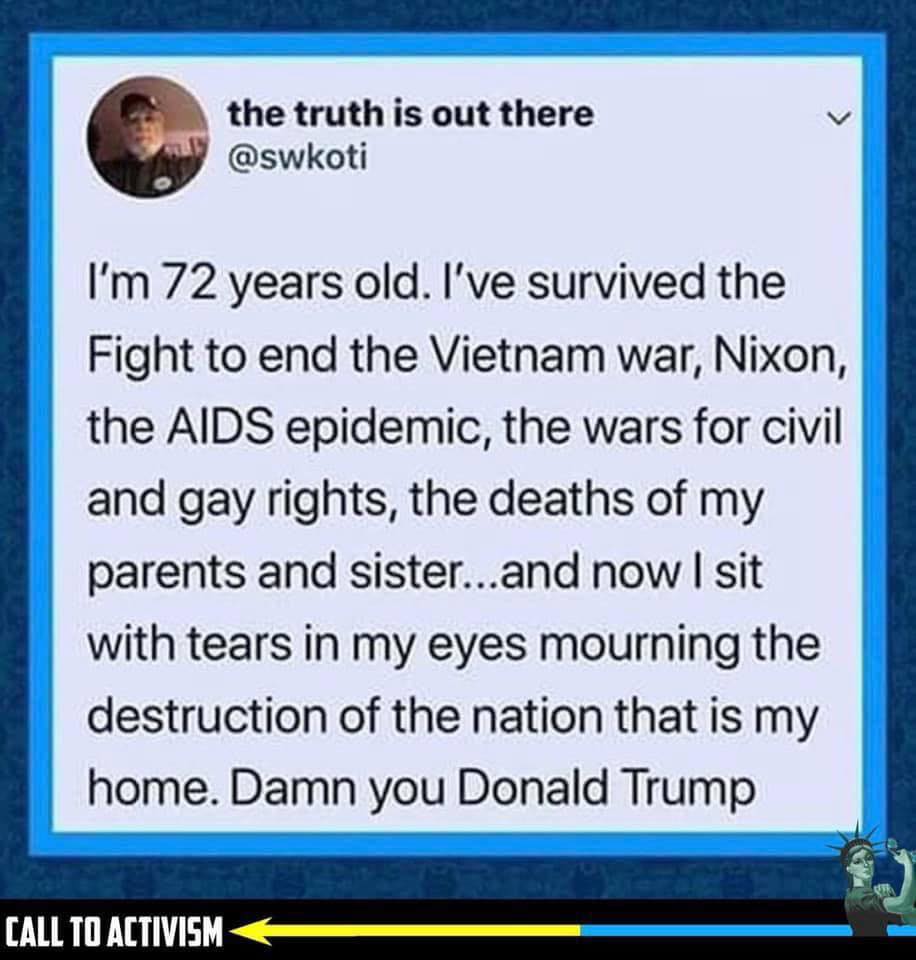 the truth is out there
@swkoti
I'm 72 years old. I've survived the
Fight to end the Vietnam war, Nixon,
the AIDS epidemic, the wars for civil
and gay rights, the deaths of my
parents and sister...and now I sit
with tears in my eyes mourning the
destruction of the nation that is my
home. Damn you Donald Trump
CALL TO ACTIVISM